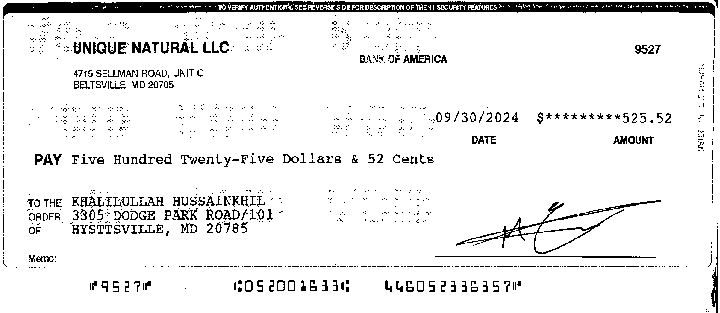 TO VERIFY AUTHENTICITY, SEE REVERSE SIDE FOR DESCRIPTION OF THE 11 SECURITY FEATURES
UNIQUE NATURAL LLC
BANK OF AMERICA
9527
4715 SELLMAN ROAD, UNIT C
BELTSVILLE, MD 20705
09/30/2024 $*********525.52
DATE AMOUNT
PAY Five Hundred Twenty-Five Dollars & 52 Cents
TO THE KHALILULLAH HUSSAINKHIL
ORDER 3305 DODGE PARK ROAD/101
OF HYSTTSVILLE, MD 20785
Memo:
⑈9527⑈ ⑆052001633⑆ 446052336357⑈